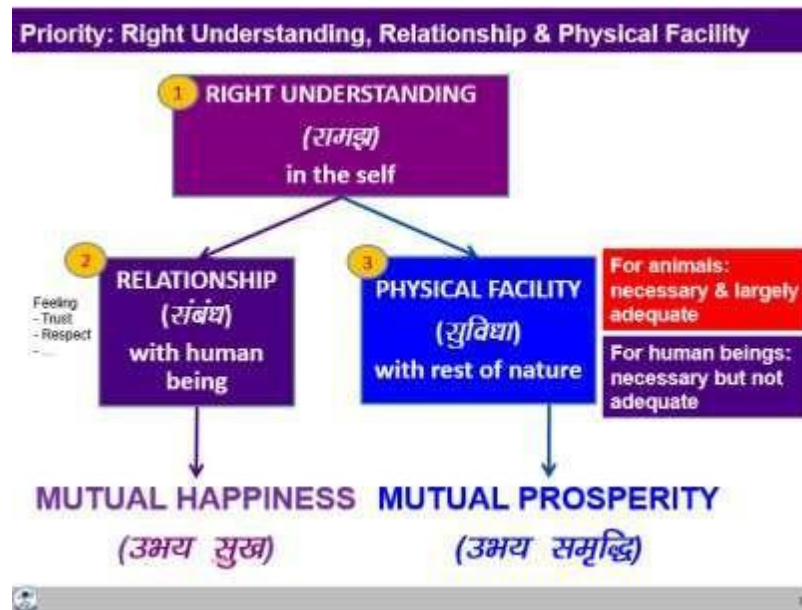 Priority: Right Understanding, Relationship & Physical Facility
1
RIGHT UNDERSTANDING
(रामझ)
in the self
2
RELATIONSHIP
(संबंध)
with human
being
Feeling
- Trust
- Respect
- ...
3
PHYSICAL FACILITY
(सुविधा)
with rest of nature
For animals:
necessary & largely
adequate
For human beings:
necessary but not
adequate
MUTUAL HAPPINESS
(उभय सुख)
MUTUAL PROSPERITY
(उभय समृद्धि)